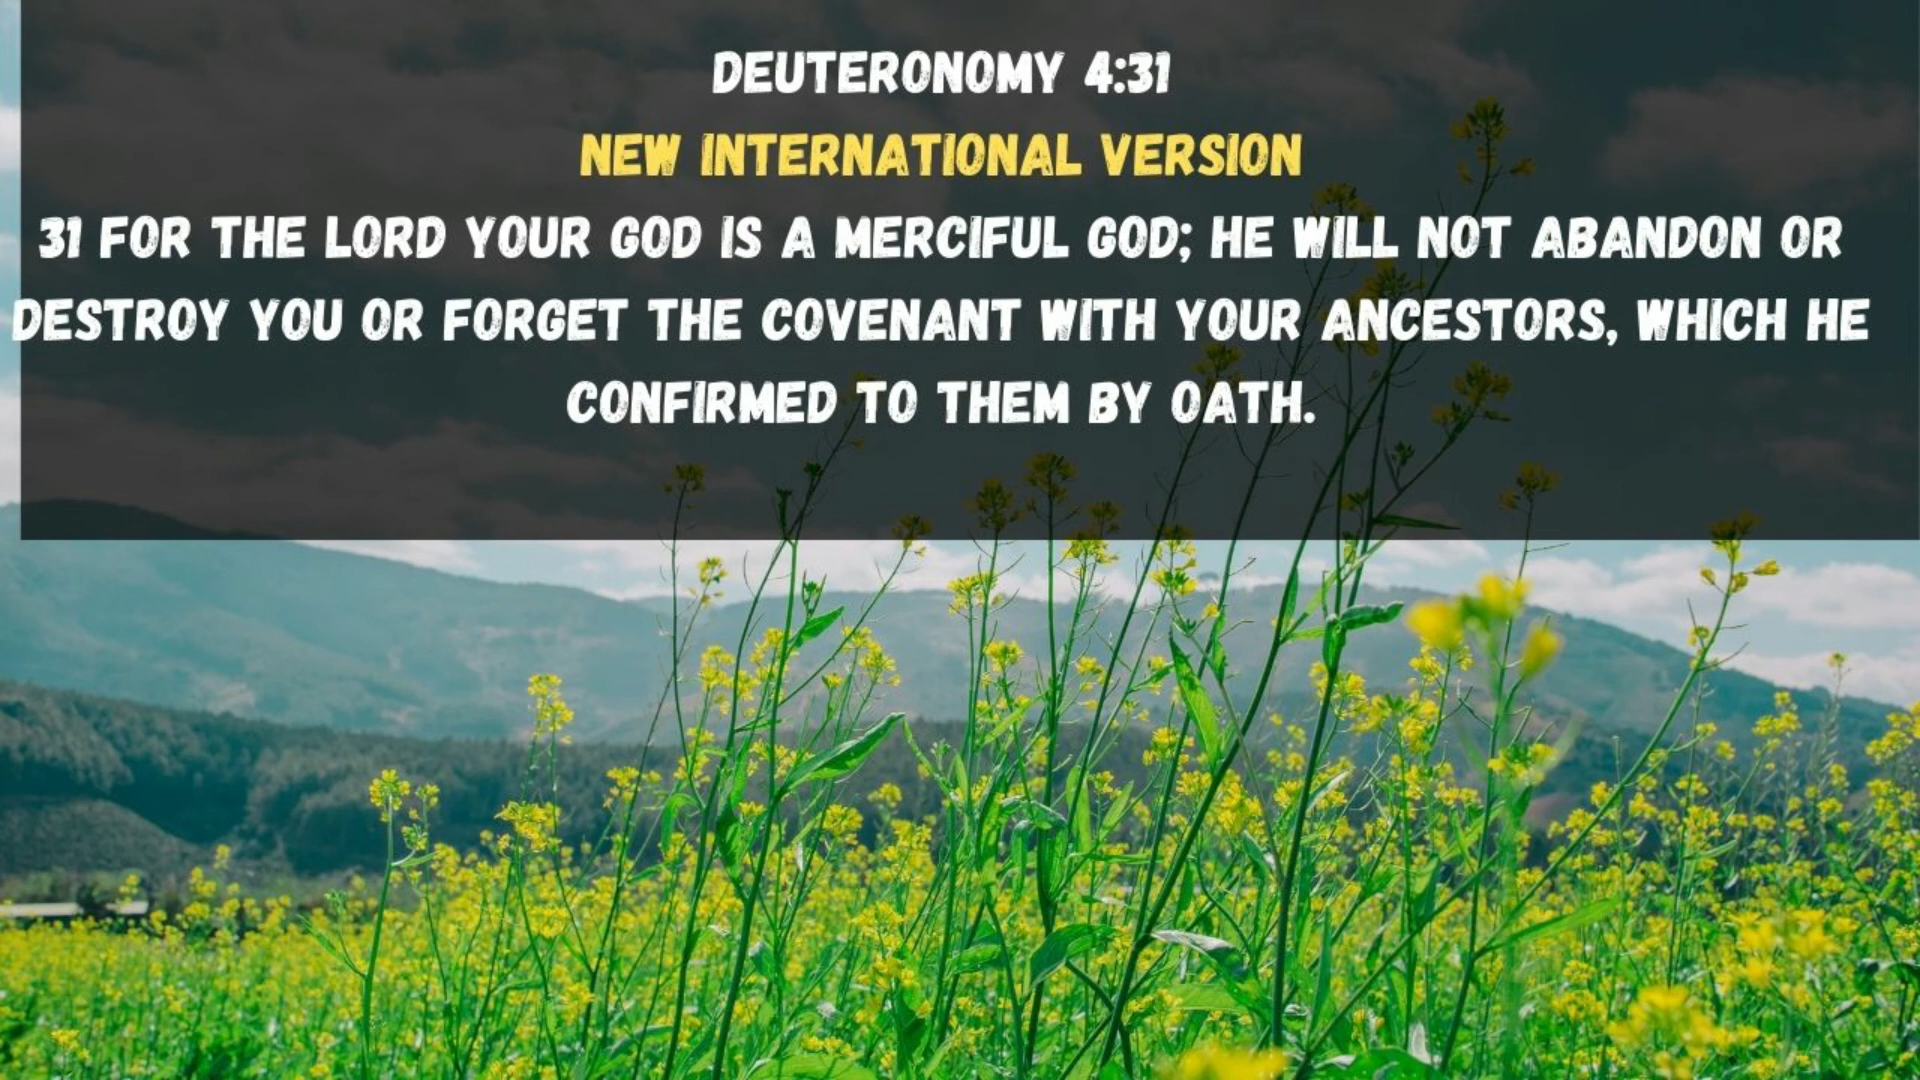 DEUTERONOMY 4:31
NEW INTERNATIONAL VERSION
31 FOR THE LORD YOUR GOD IS A MERCIFUL GOD; HE WILL NOT ABANDON OR
DESTROY YOU OR FORGET THE COVENANT WITH YOUR ANCESTORS, WHICH HE
CONFIRMED TO THEM BY OATH.